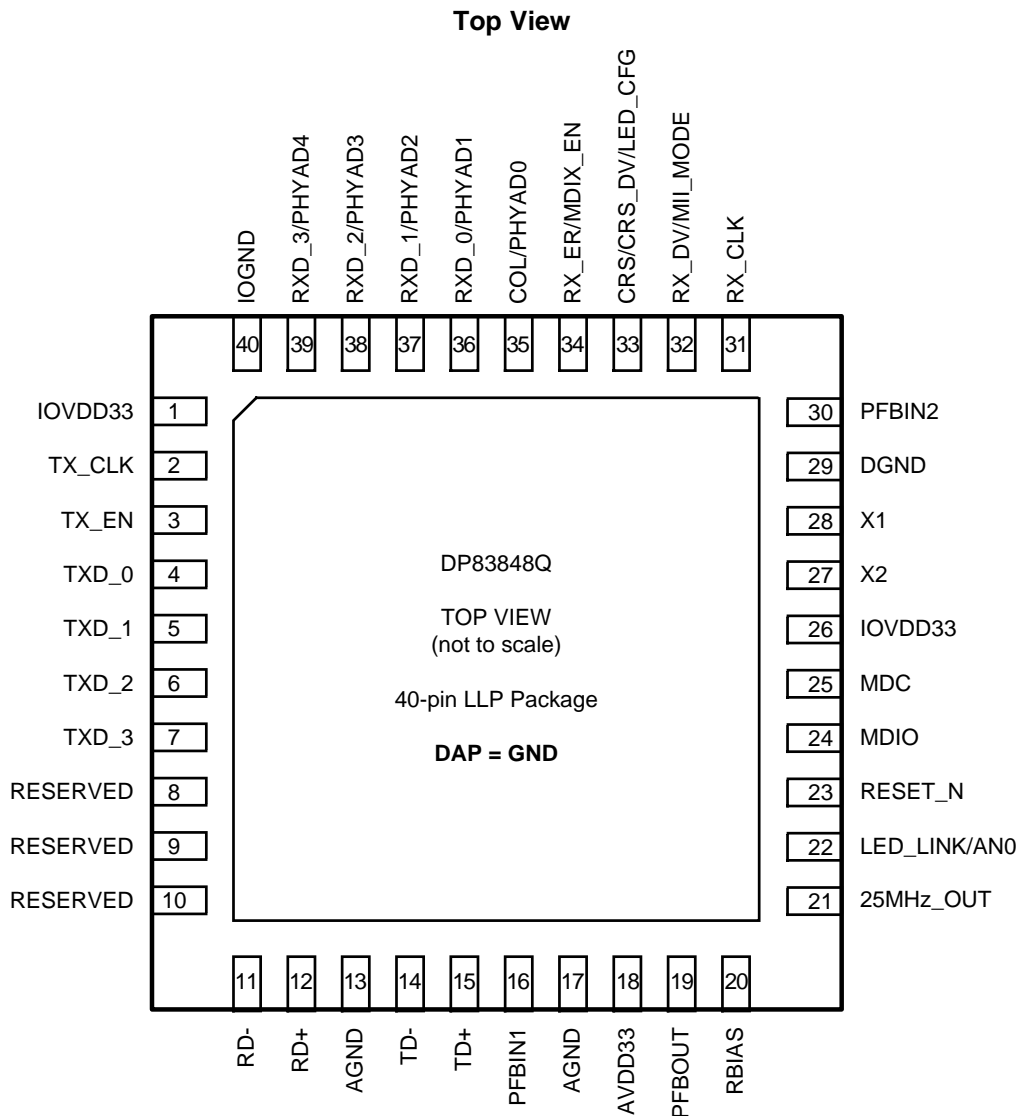 Top View
IOGND
RXD_3/PHYAD4
RXD_2/PHYAD3
RXD_1/PHYAD2
RXD_0/PHYAD1
COL/PHYAD0
RX_ER/MDIX_EN
CRS/CRS_DV/LED_CFG
RX_DV/MII_MODE
RX_CLK
40 39 38 37 36 35 34 33 32 31
IOVDD33 1
TX_CLK 2
TX_EN 3
TXD_0 4
TXD_1 5
TXD_2 6
TXD_3 7
RESERVED 8
RESERVED 9
RESERVED 10
DP83848Q
TOP VIEW
(not to scale)
40-pin LLP Package
DAP = GND
30 PFBIN2
29 DGND
28 X1
27 X2
26 IOVDD33
25 MDC
24 MDIO
23 RESET_N
22 LED_LINK/AN0
21 25MHz_OUT
11 12 13 14 15 16 17 18 19 20
RD-
RD+
AGND
TD-
TD+
PFBIN1
AGND
AVDD33
PFBOUT
RBIAS